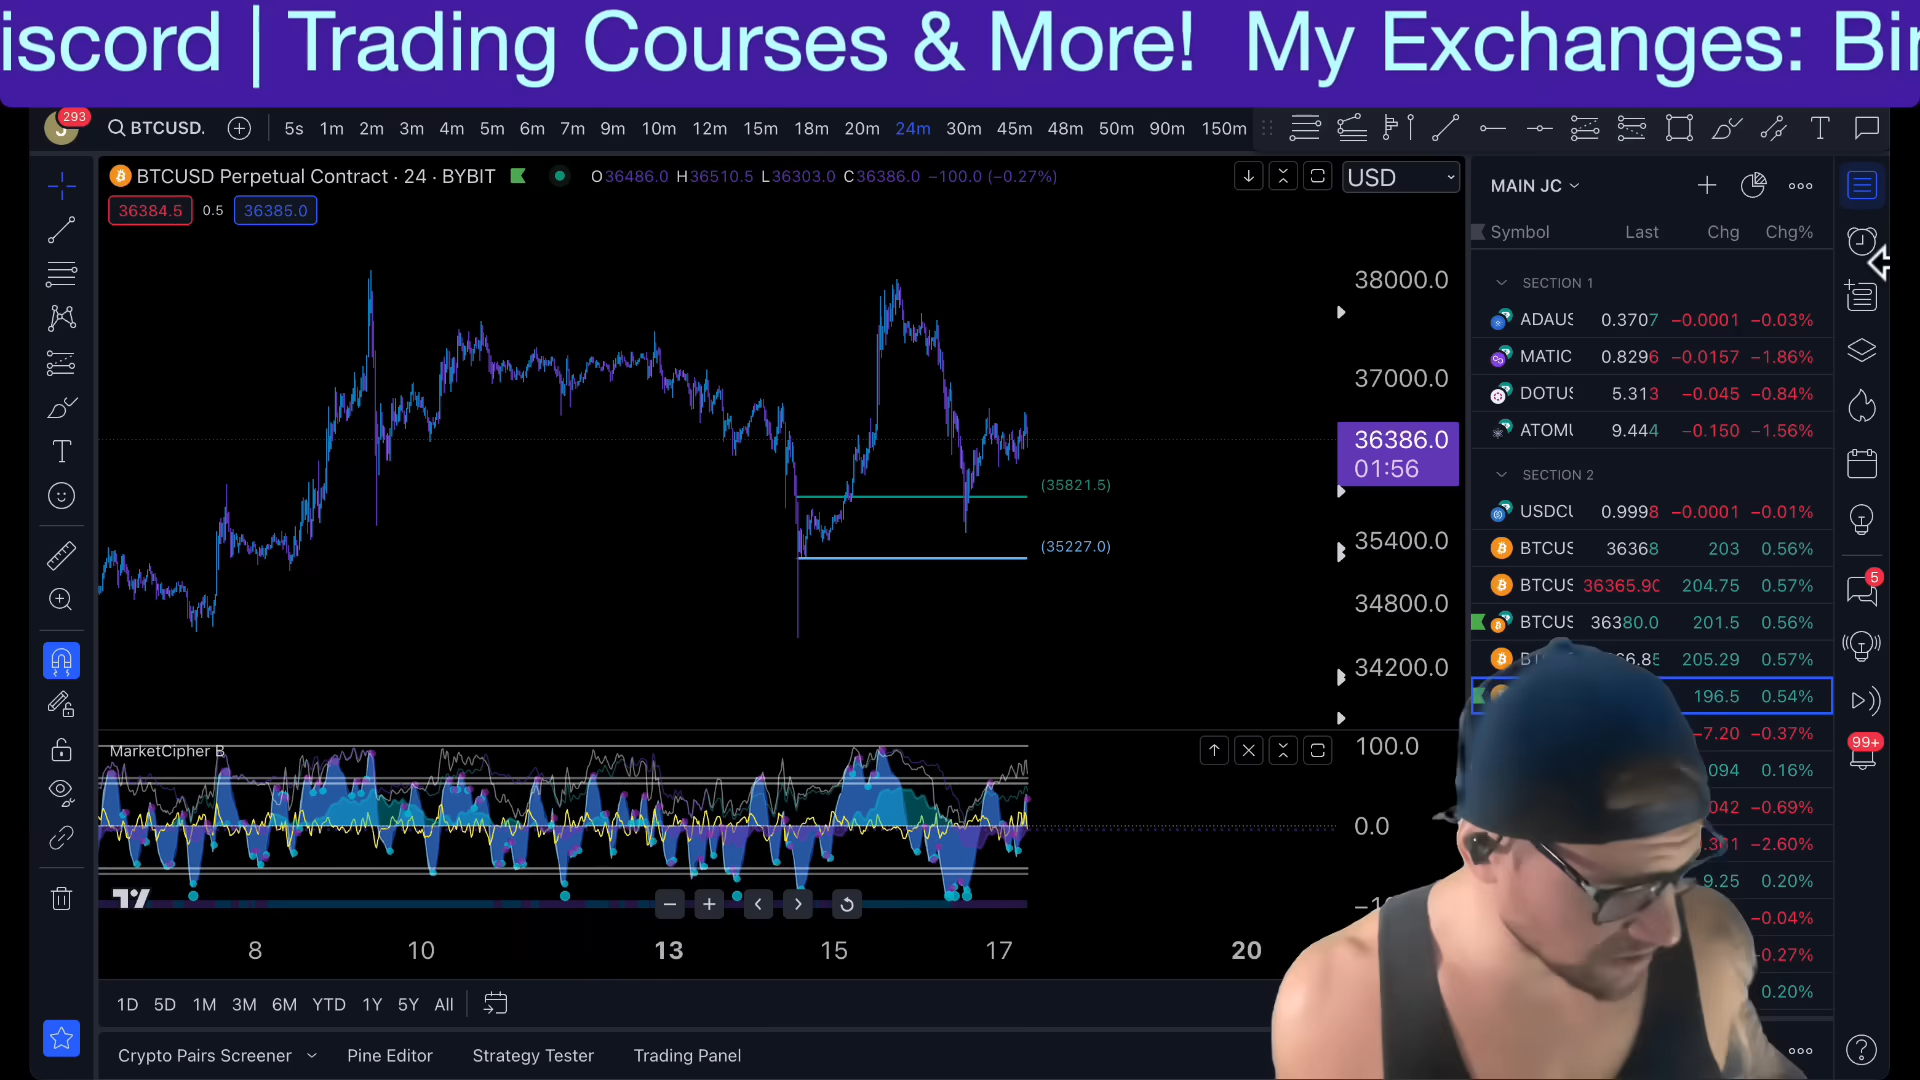 iscord | Trading Courses & More! My Exchanges: Bin
293
BTCUSD. 5s 1m 2m 3m 4m 5m 6m 7m 9m 10m 12m 15m 18m 20m 24m 30m 45m 48m 50m 90m 150m
BTCUSD Perpetual Contract · 24 · BYBIT O36486.0 H36510.5 L36303.0 C36386.0 −100.0 (−0.27%)
USD
36384.5 0.5 36385.0
38000.0
37000.0
36386.0
01:56
(35821.5)
(35227.0)
35400.0
34800.0
34200.0
MarketCipher B
100.0
0.0
8 10 13 15 17 20
1D 5D 1M 3M 6M YTD 1Y 5Y All
Crypto Pairs Screener Pine Editor Strategy Tester Trading Panel
MAIN JC
Symbol Last Chg Chg%
SECTION 1
ADAUS 0.3707 −0.0001 −0.03%
MATIC 0.8296 −0.0157 −1.86%
DOTUS 5.313 −0.045 −0.84%
ATOMU 9.444 −0.150 −1.56%
SECTION 2
USDCU 0.9998 −0.0001 −0.01%
BTCUS 36368 203 0.56%
BTCUS 36365.90 204.75 0.57%
BTCUS 36380.0 201.5 0.56%
6.85 205.29 0.57%
196.5 0.54%
−7.20 −0.37%
094 0.16%
042 −0.69%
−2.60%
9.25 0.20%
−0.04%
−0.27%
0.20%
5
99+